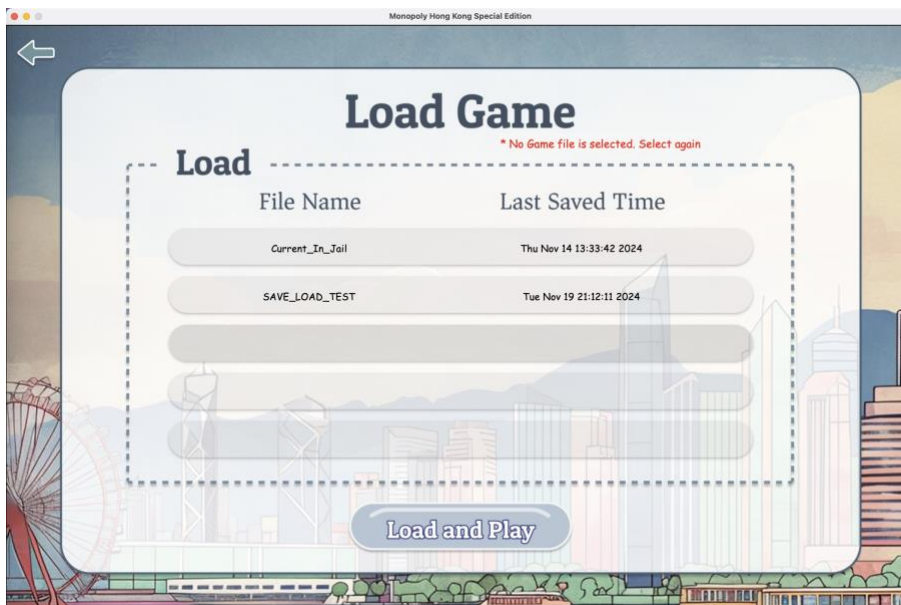 Monopoly Hong Kong Special Edition
Load Game
* No Game file is selected. Select again
Load
File Name Last Saved Time
Current_In_Jail Thu Nov 14 13:33:42 2024
SAVE_LOAD_TEST Tue Nov 19 21:12:11 2024
Load and Play